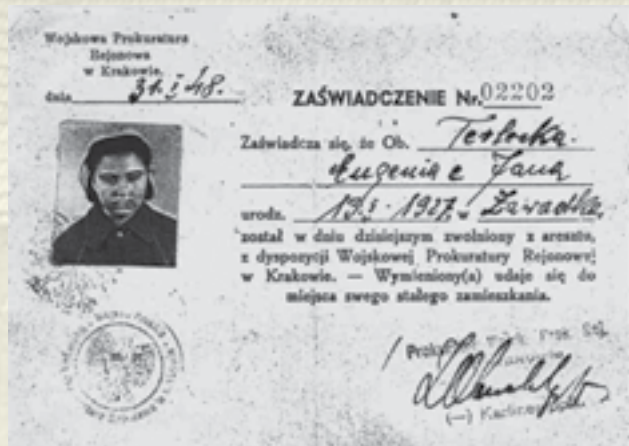 Wojskowa Prokuratura
Rejonowa
w Krakowie.
dnia 31.I.48.
ZAŚWIADCZENIE Nr. 02202
Zaświadcza się, że Ob.
Eugenia c Jana
urodz. 19.I.1927. w Zawadka
został w dniu dzisiejszym zwolniony z aresztu,
z dyspozycji Wojskowej Prokuratury Rejonowej
w Krakowie. — Wymieniony(a) udaje się do
miejsca swego stałego zamieszkania.
(—)